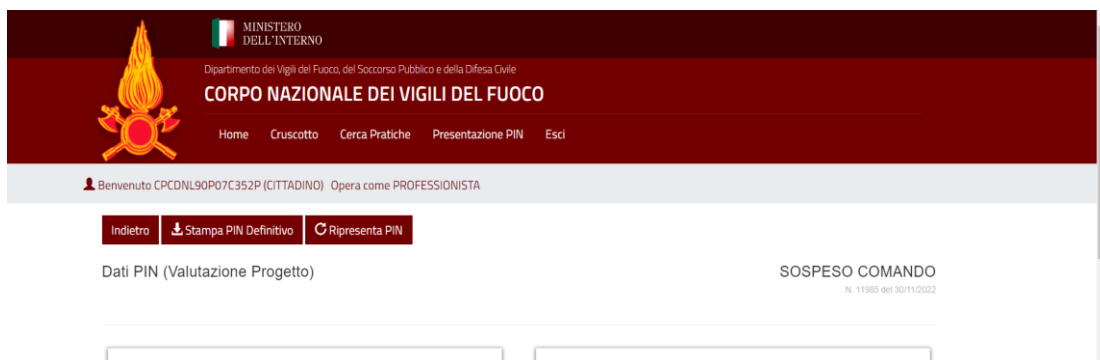 MINISTERO
DELL'INTERNO
Dipartimento dei Vigili del Fuoco, del Soccorso Pubblico e della Difesa Civile
CORPO NAZIONALE DEI VIGILI DEL FUOCO
Home Cruscotto Cerca Pratiche Presentazione PIN Esci
Benvenuto CPCDNL90P07C352P (CITTADINO) Opera come PROFESSIONISTA
Indietro Stampa PIN Definitivo Ripresenta PIN
Dati PIN (Valutazione Progetto) SOSPESO COMANDO
N. 11985 del 30/11/2022